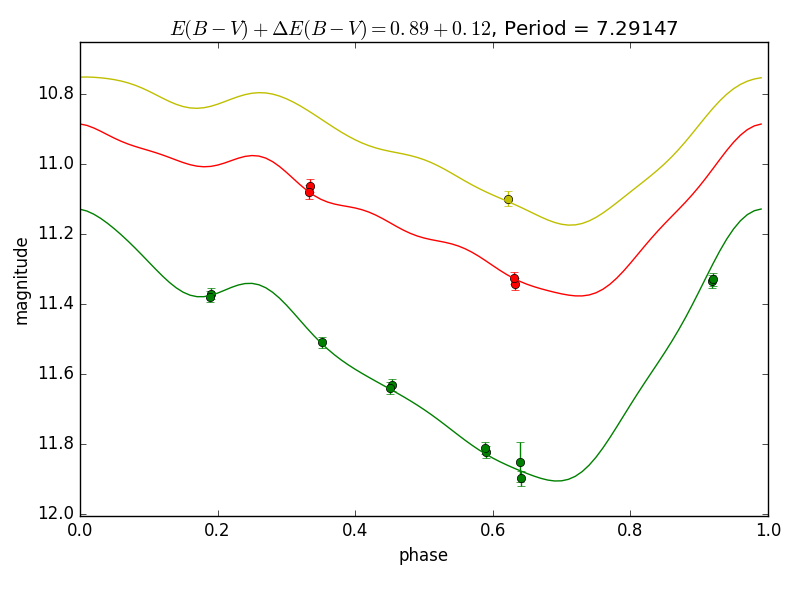 E(B − V) + ΔE(B − V) = 0.89 + 0.12, Period = 7.29147
10.8
11.0
11.2
11.4
11.6
11.8
12.0
magnitude
0.0 0.2 0.4 0.6 0.8 1.0
phase